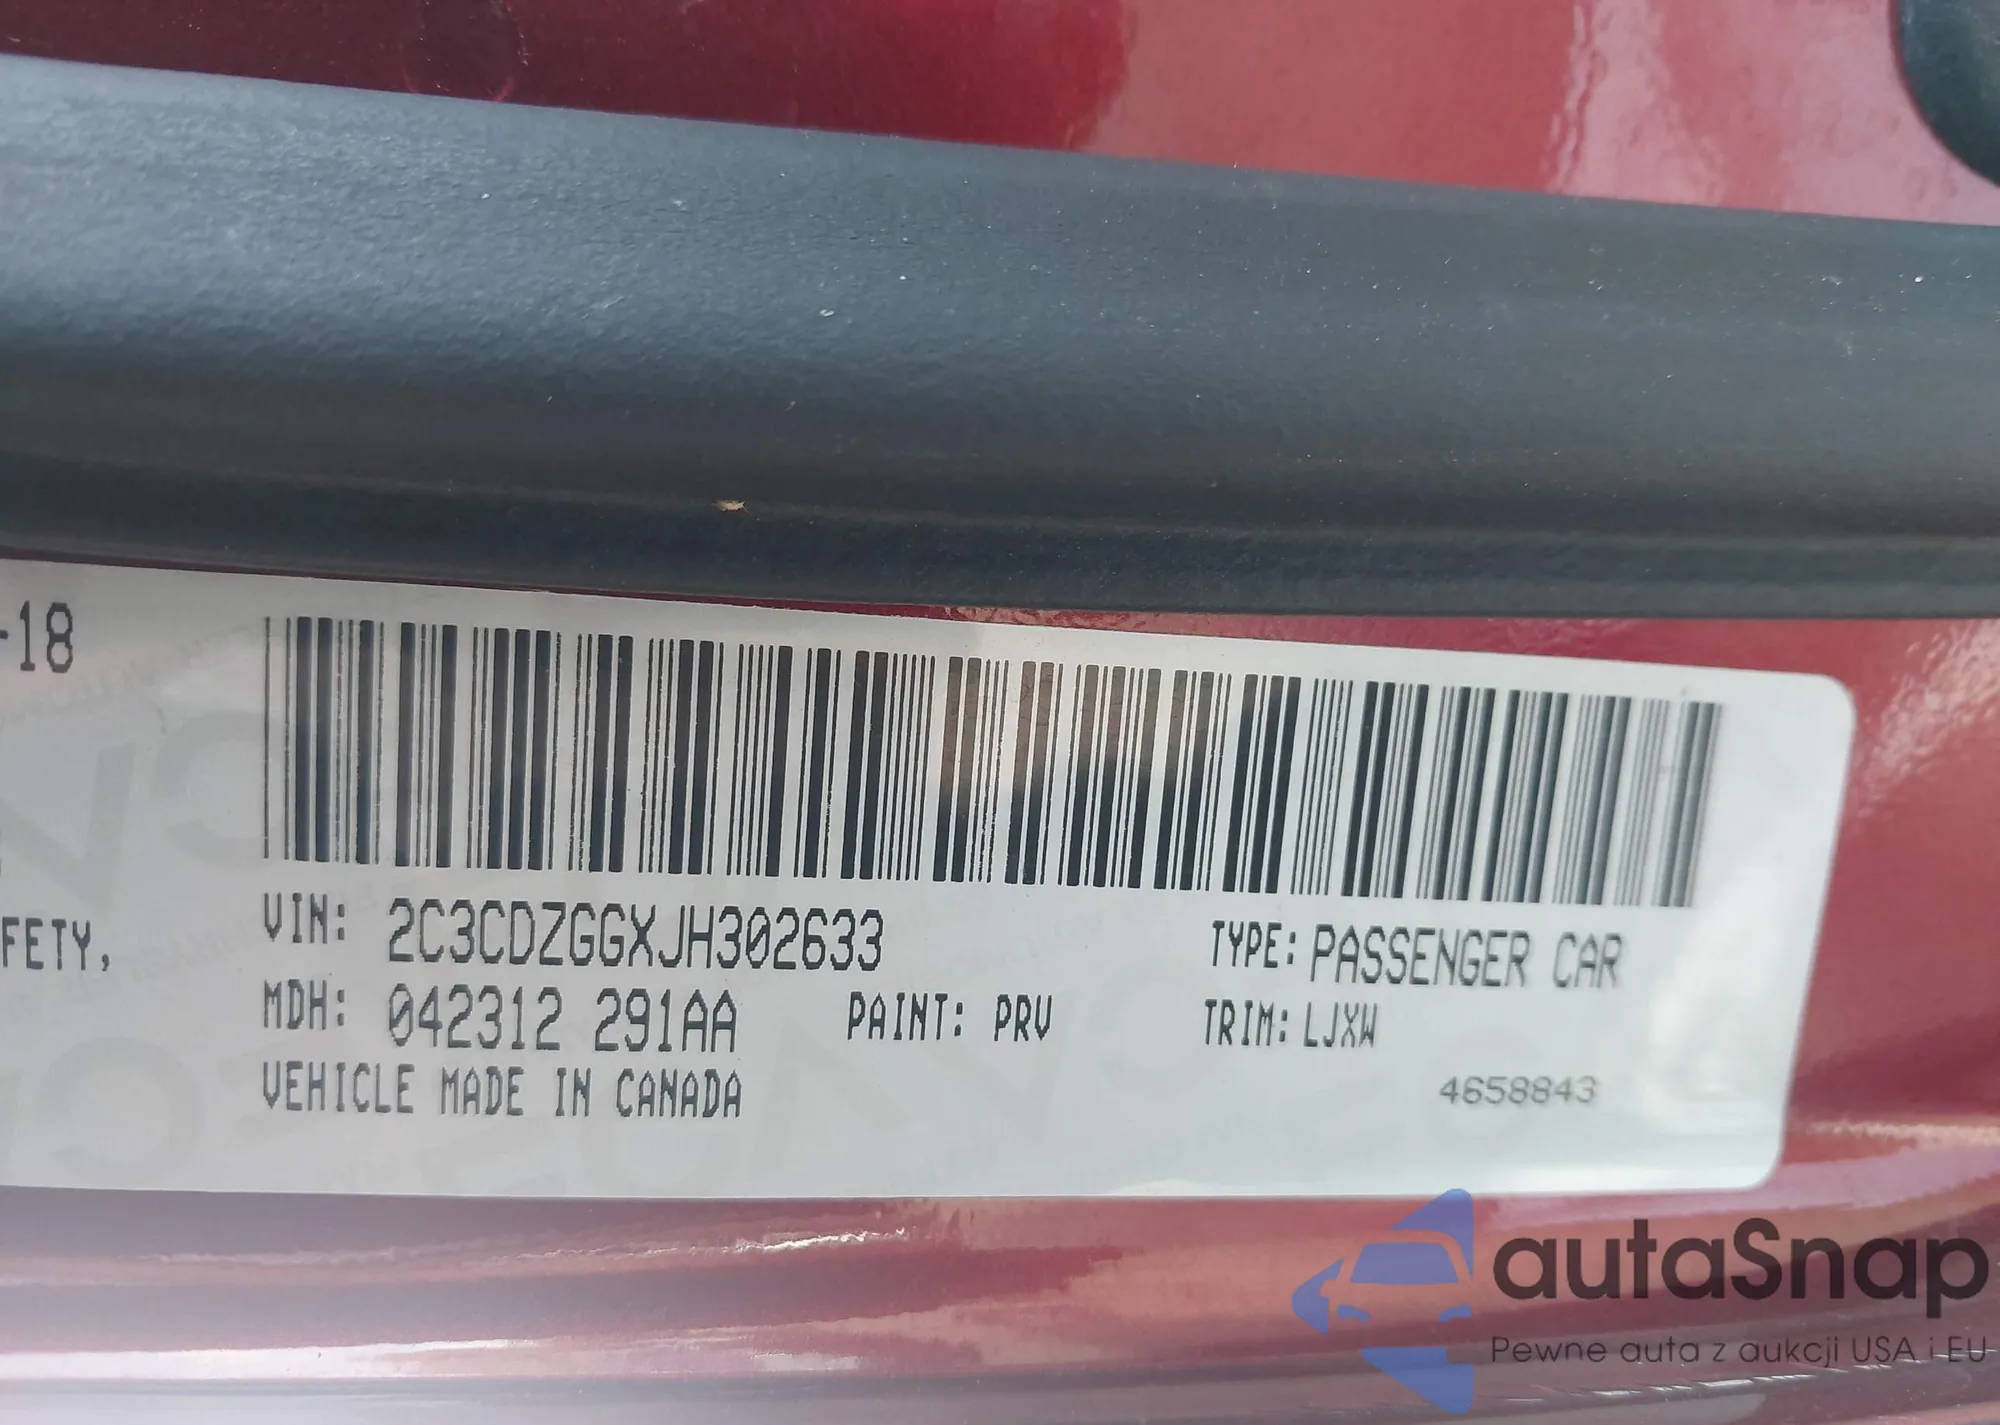 -18
FETY,
VIN: 2C3CDZGGXJH302633
TYPE: PASSENGER CAR
MDH: 042312 291AA
PAINT: PRV
TRIM: LJXW
VEHICLE MADE IN CANADA
4658843
autaSnap
Pewne auta z aukcji USA i EU